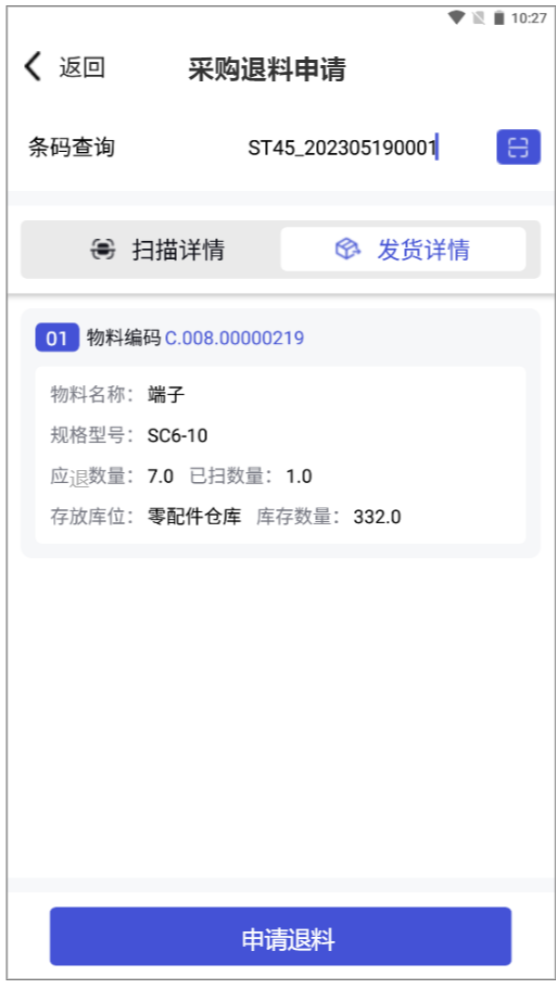 10:27
返回 采购退料申请
条码查询 ST45_202305190001
扫描详情 发货详情
01 物料编码 C.008.00000219
物料名称： 端子
规格型号： SC6-10
应退数量： 7.0 已扫数量： 1.0
存放库位： 零配件仓库 库存数量： 332.0
申请退料